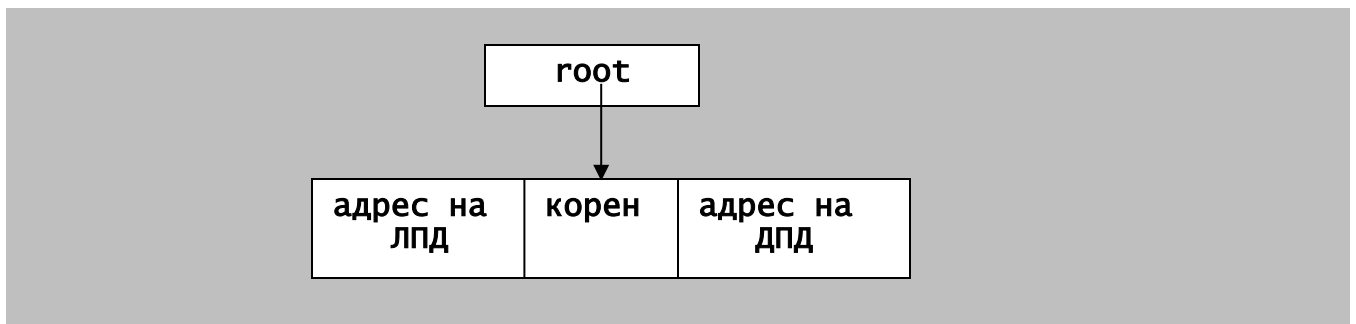 root
адрес на
ЛПД
корен
адрес на
ДПД